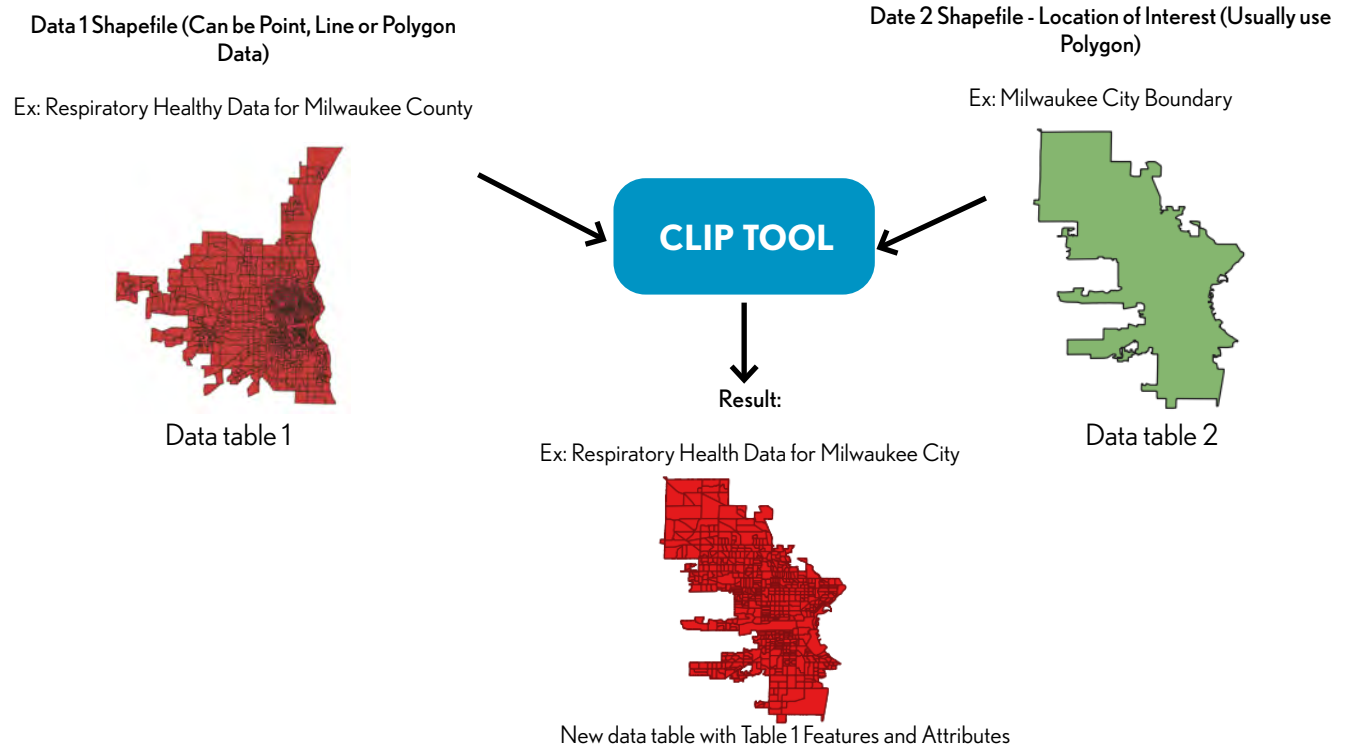 Data 1 Shapefile (Can be Point, Line or Polygon
Data)
Ex: Respiratory Healthy Data for Milwaukee County
Data table 1
Date 2 Shapefile - Location of Interest (Usually use
Polygon)
Ex: Milwaukee City Boundary
Data table 2
CLIP TOOL
Result:
Ex: Respiratory Health Data for Milwaukee City
New data table with Table 1 Features and Attributes